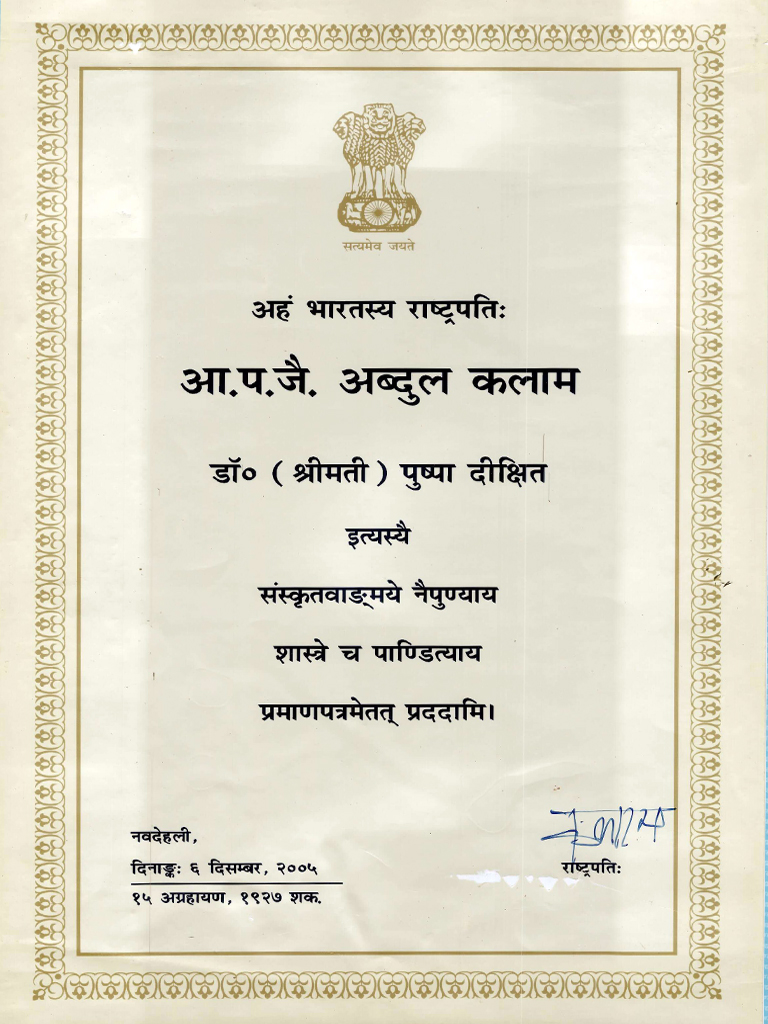 सत्यमेव जयते
अहं भारतस्य राष्ट्रपतिः
आ.प.जै. अब्दुल कलाम
डॉ० ( श्रीमती ) पुष्पा दीक्षित
इत्यस्यै
संस्कृतवाङ्मये नैपुण्याय
शास्त्रे च पाण्डित्याय
प्रमाणपत्रमेतत् प्रददामि।
नवदेहली,
दिनाङ्कः ६ दिसम्बर, २००५
१५ अग्रहायण, १९२७ शक.
राष्ट्रपतिः